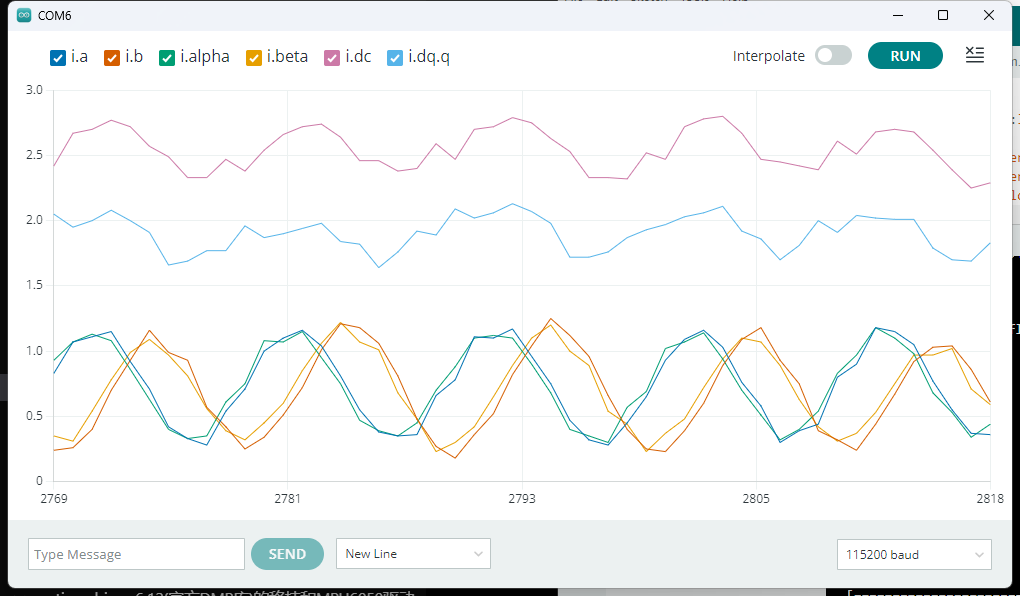 COM6
i.a i.b i.alpha i.beta i.dc i.dq.q Interpolate RUN
3.0
2.5
2.0
1.5
1.0
0.5
0
2769 2781 2793 2805 2818
Type Message SEND New Line 115200 baud